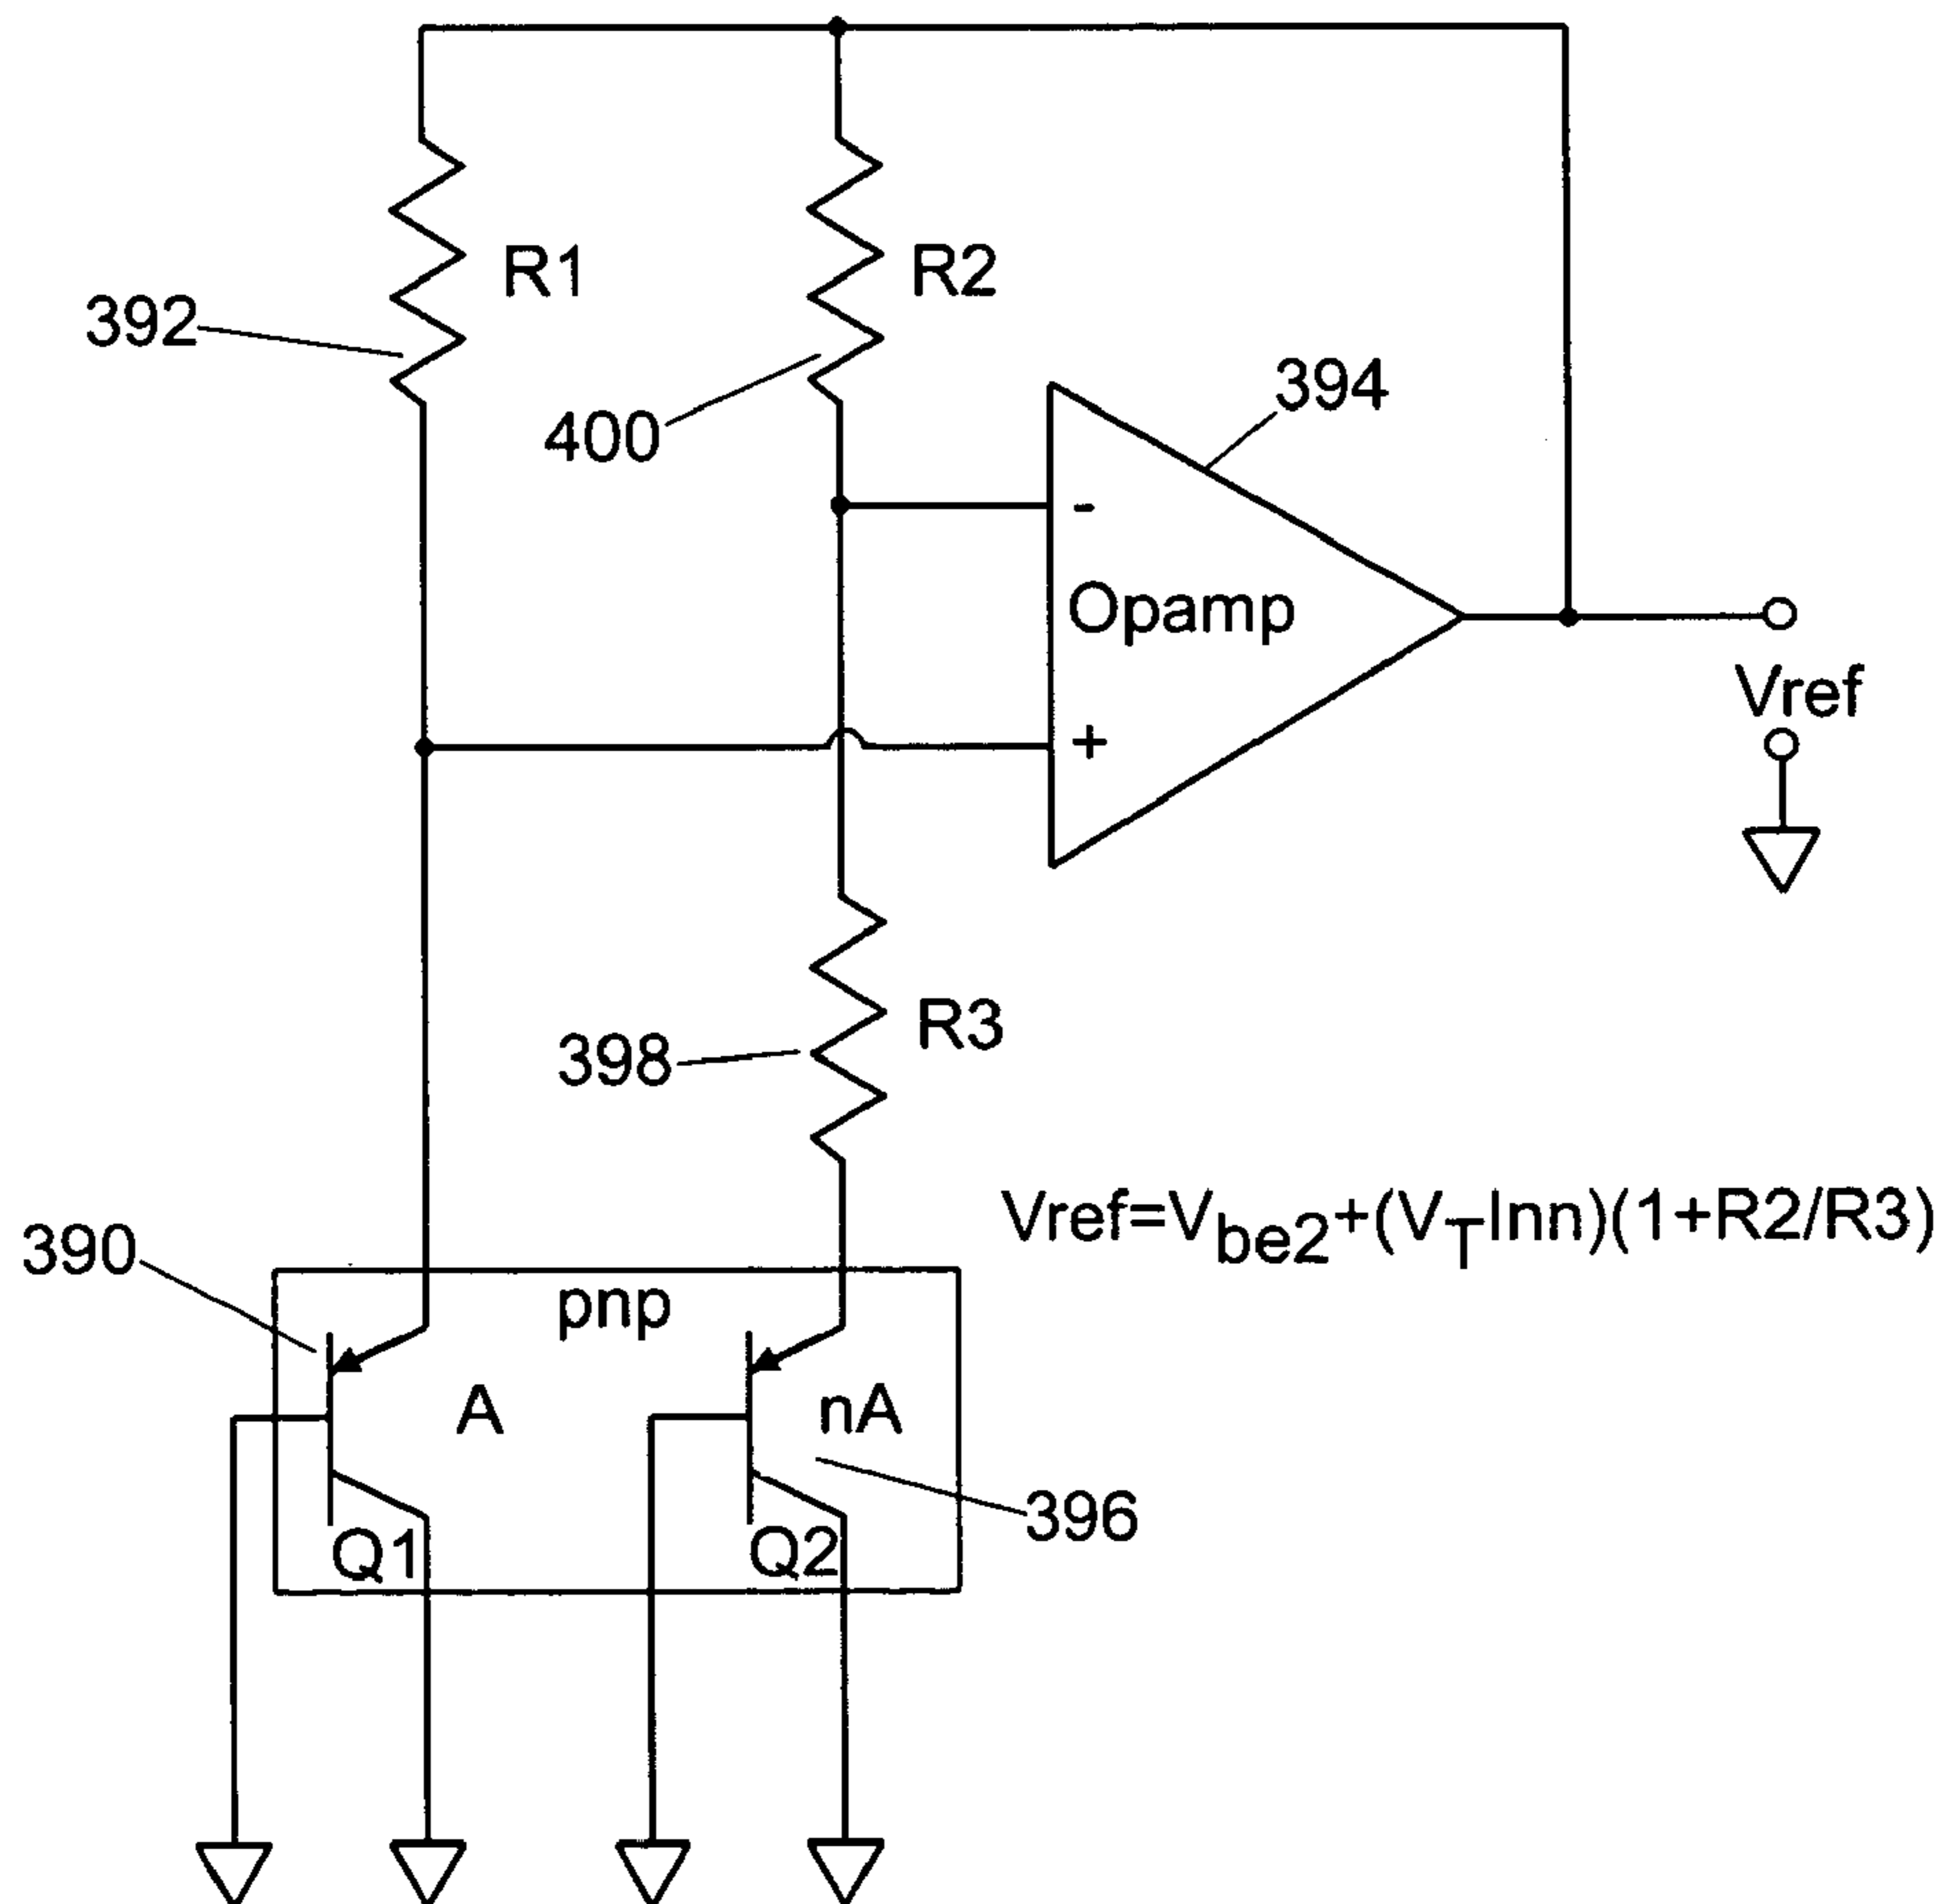 R1
R2
392
394
400
-
Opamp
+
Vref
R3
398
Vref=Vbe2+(VTlnn)(1+R2/R3)
390
pnp
A
nA
396
Q1
Q2